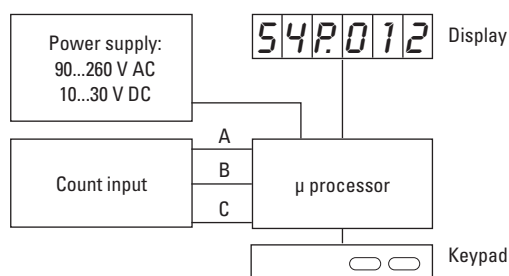 Power supply:
90...260 V AC
10...30 V DC
54P.012
Display
A
B
C
Count input
µ processor
Keypad